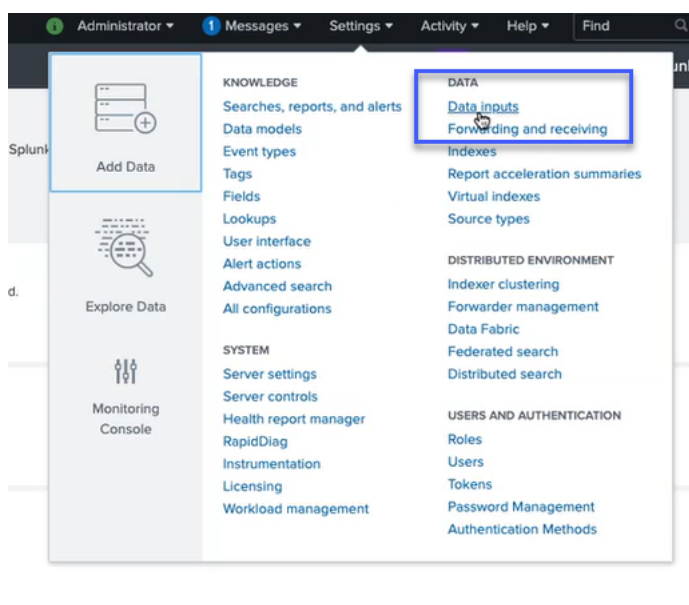 i Administrator 1 Messages Settings Activity Help Find
Splunk
d.
Add Data
Explore Data
Monitoring
Console
KNOWLEDGE
Searches, reports, and alerts
Data models
Event types
Tags
Fields
Lookups
User interface
Alert actions
Advanced search
All configurations
SYSTEM
Server settings
Server controls
Health report manager
RapidDiag
Instrumentation
Licensing
Workload management
DATA
Data inputs
Forwarding and receiving
Indexes
Report acceleration summaries
Virtual indexes
Source types
DISTRIBUTED ENVIRONMENT
Indexer clustering
Forwarder management
Data Fabric
Federated search
Distributed search
USERS AND AUTHENTICATION
Roles
Users
Tokens
Password Management
Authentication Methods